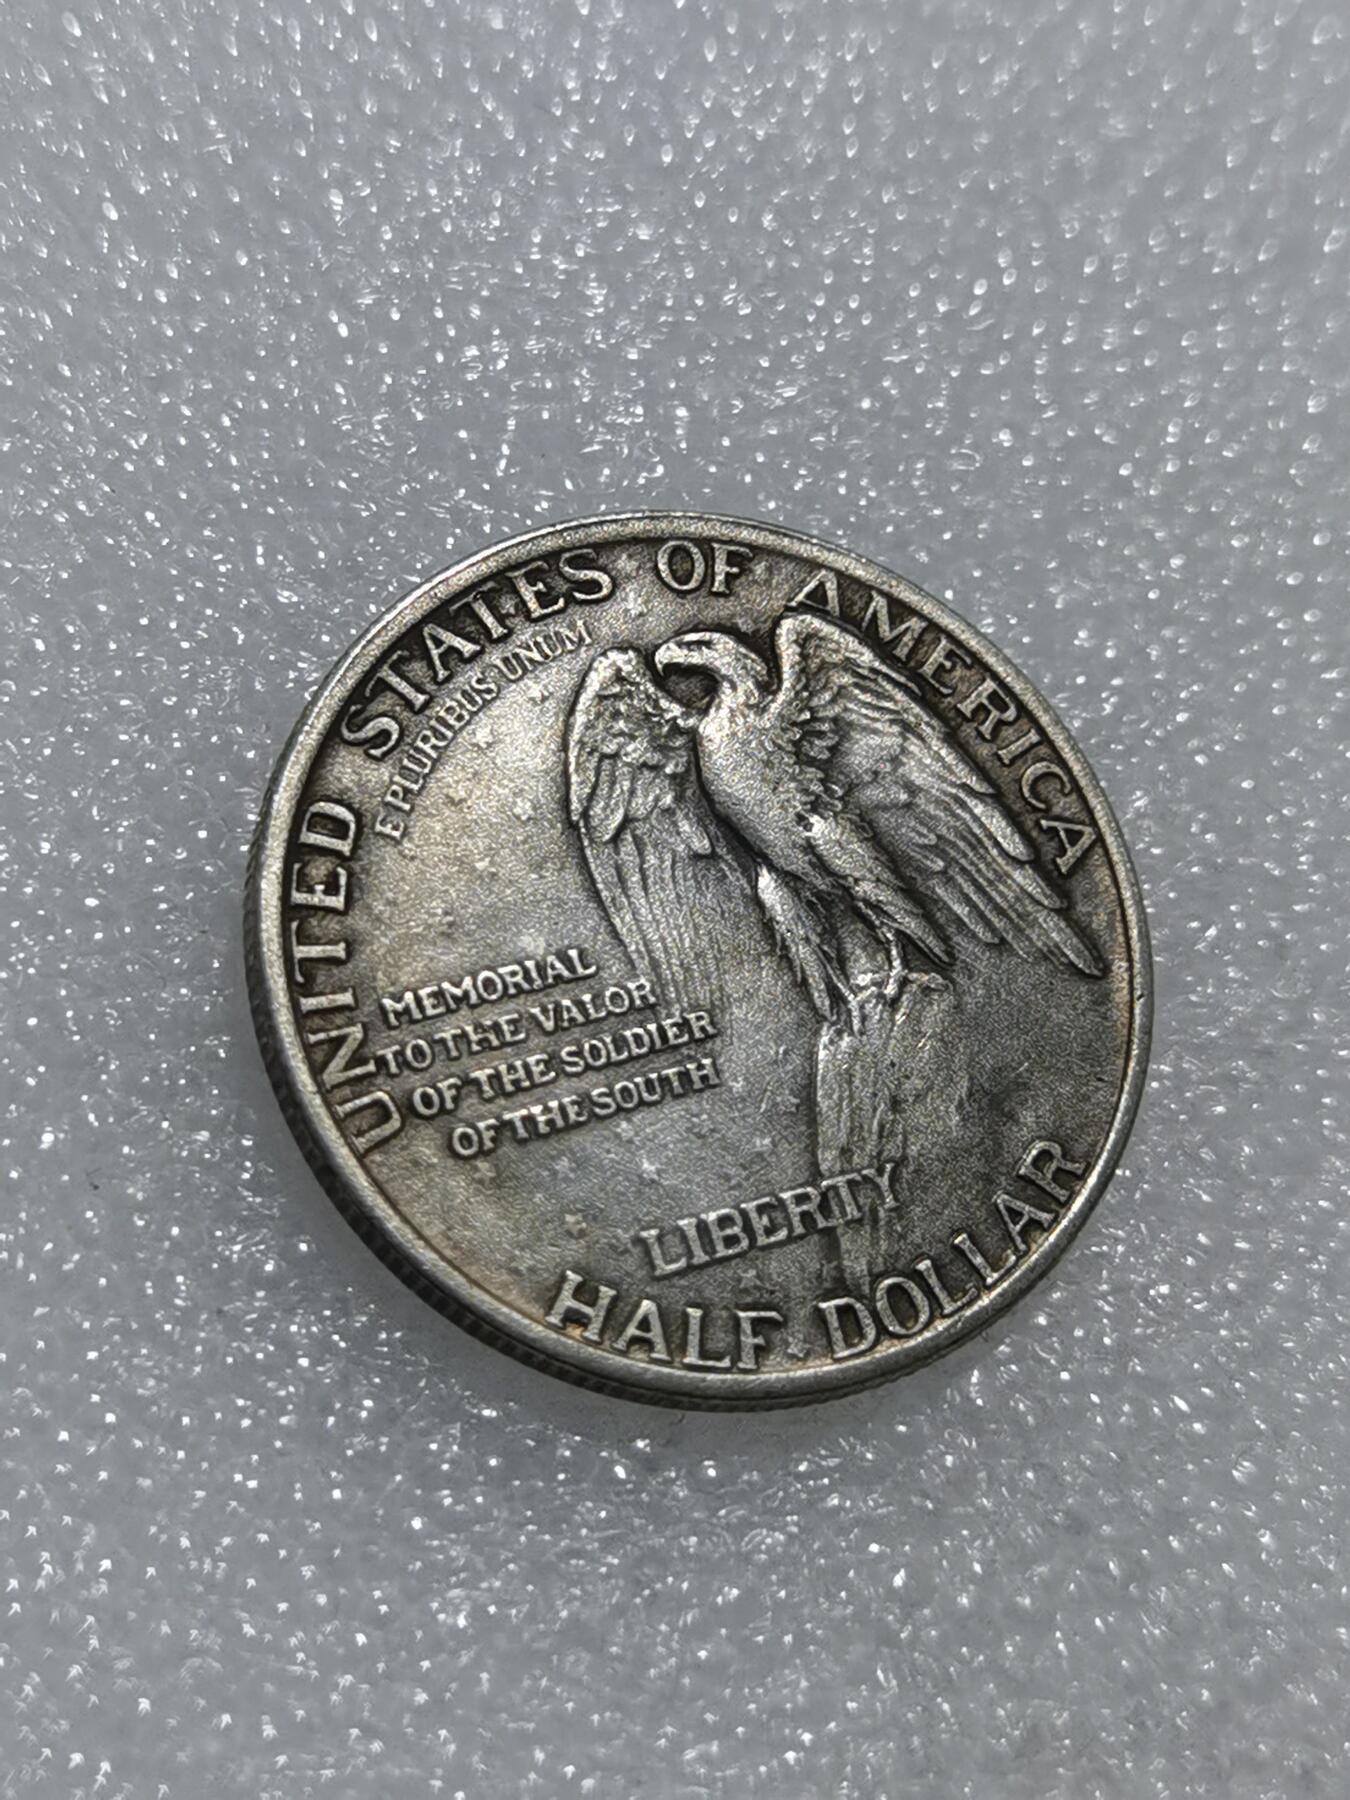 UNITED STATES OF AMERICA
E PLURIBUS UNUM
MEMORIAL
TO THE VALOR
OF THE SOLDIER
OF THE SOUTH
LIBERTY
HALF·DOLLAR